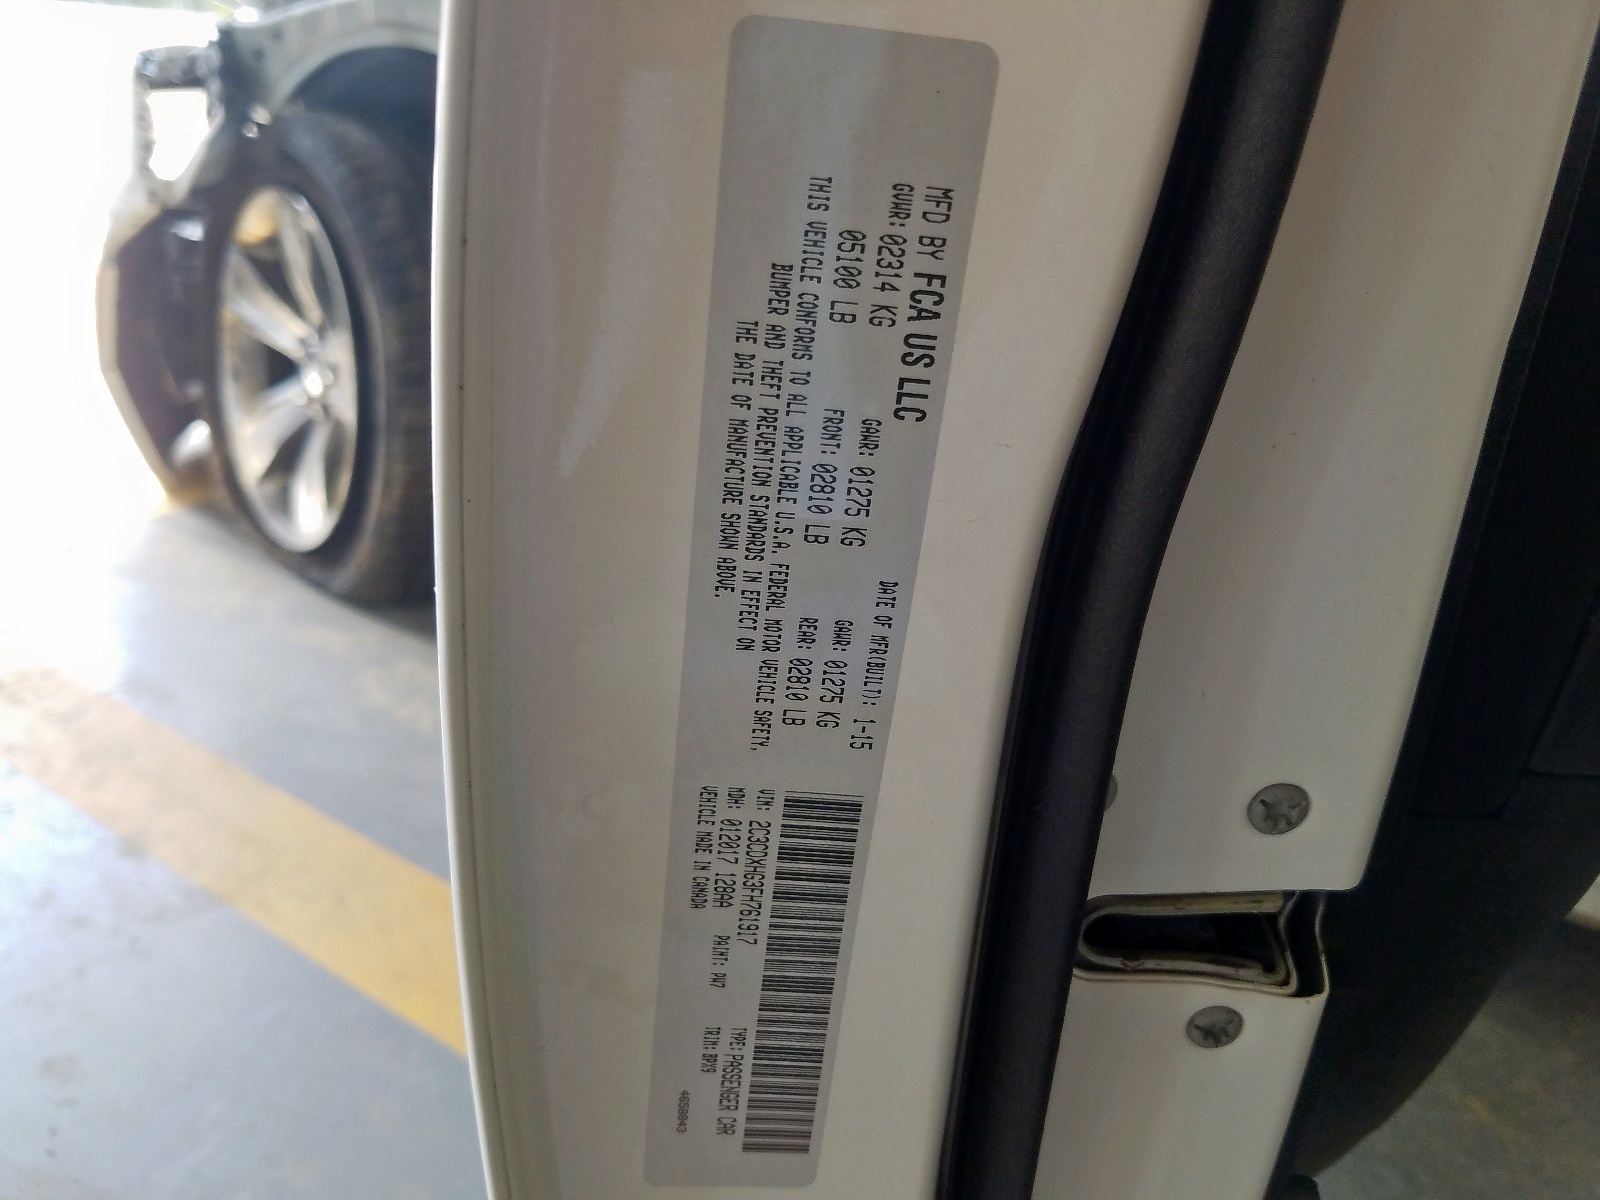 MFD BY FCA US LLC
DATE OF MFR(BUILT): 1-15
GVWR: 02314 KG
GAWR: 01275 KG
GAWR: 01275 KG
05100 LB
FRONT: 02810 LB
REAR: 02810 LB
THIS VEHICLE CONFORMS TO ALL APPLICABLE U.S.A. FEDERAL MOTOR VEHICLE SAFETY,
BUMPER AND THEFT PREVENTION STANDARDS IN EFFECT ON
THE DATE OF MANUFACTURE SHOWN ABOVE.
VIN: 2C3CDXHG3FH761917
TYPE: PASSENGER CAR
MDH: 012017 128AA
PAINT: PW7
TRIM: BPX9
VEHICLE MADE IN CANADA